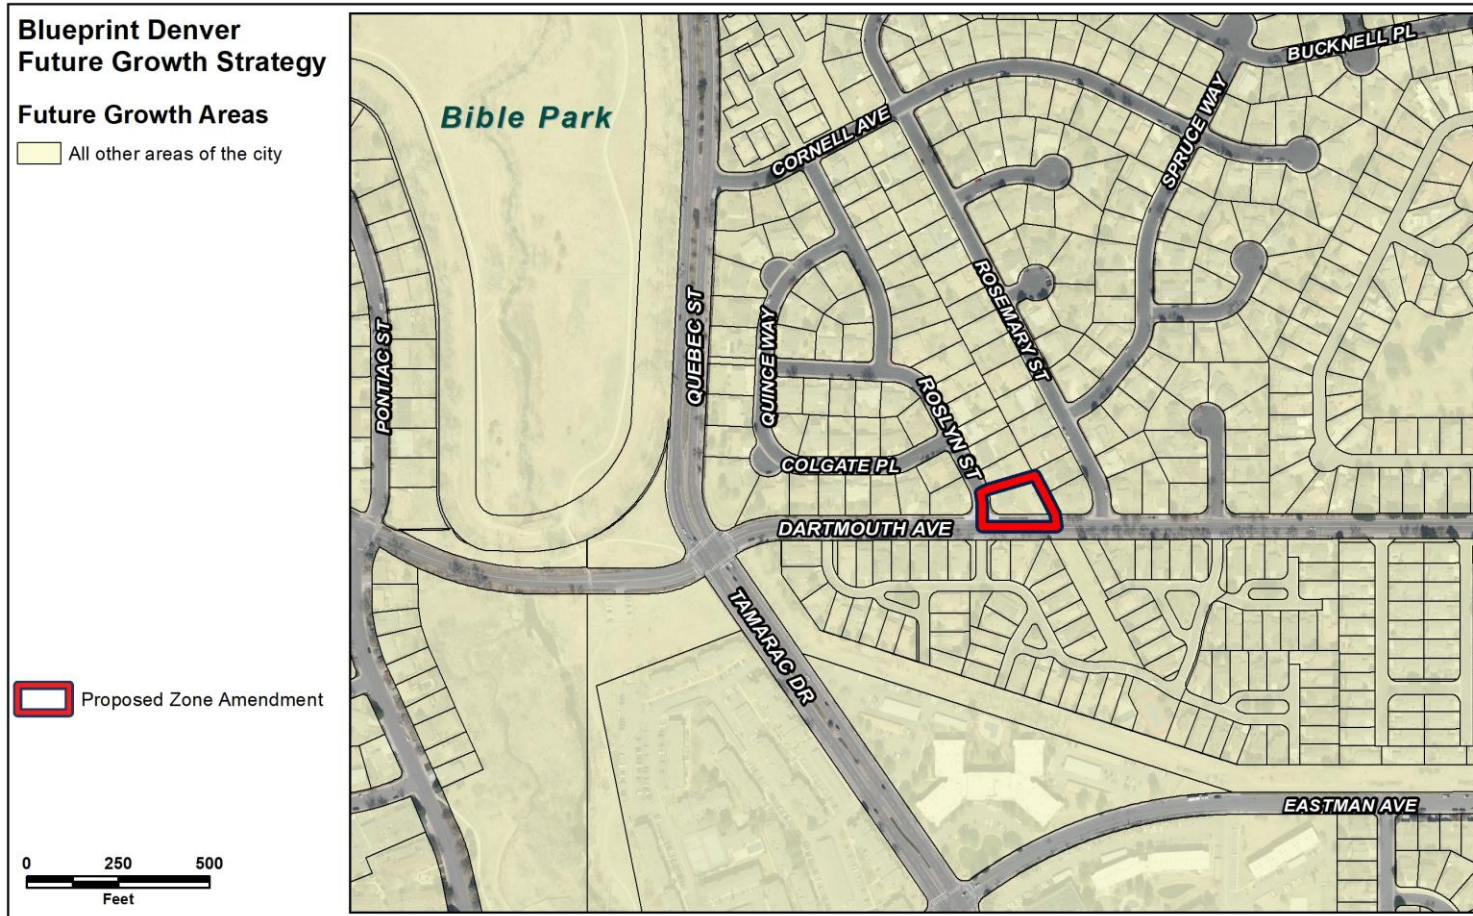 Blueprint Denver
Future Growth Strategy
Future Growth Areas
All other areas of the city
Proposed Zone Amendment
0 250 500
Feet
Bible Park
BUCKNELL PL
CORNELL AVE
SPRUCE WAY
ROSEMARY ST
QUEBEC ST
QUINCE WAY
PONTIAC ST
ROSLYN ST
COLGATE PL
DARTMOUTH AVE
TAMARAC DR
EASTMAN AVE